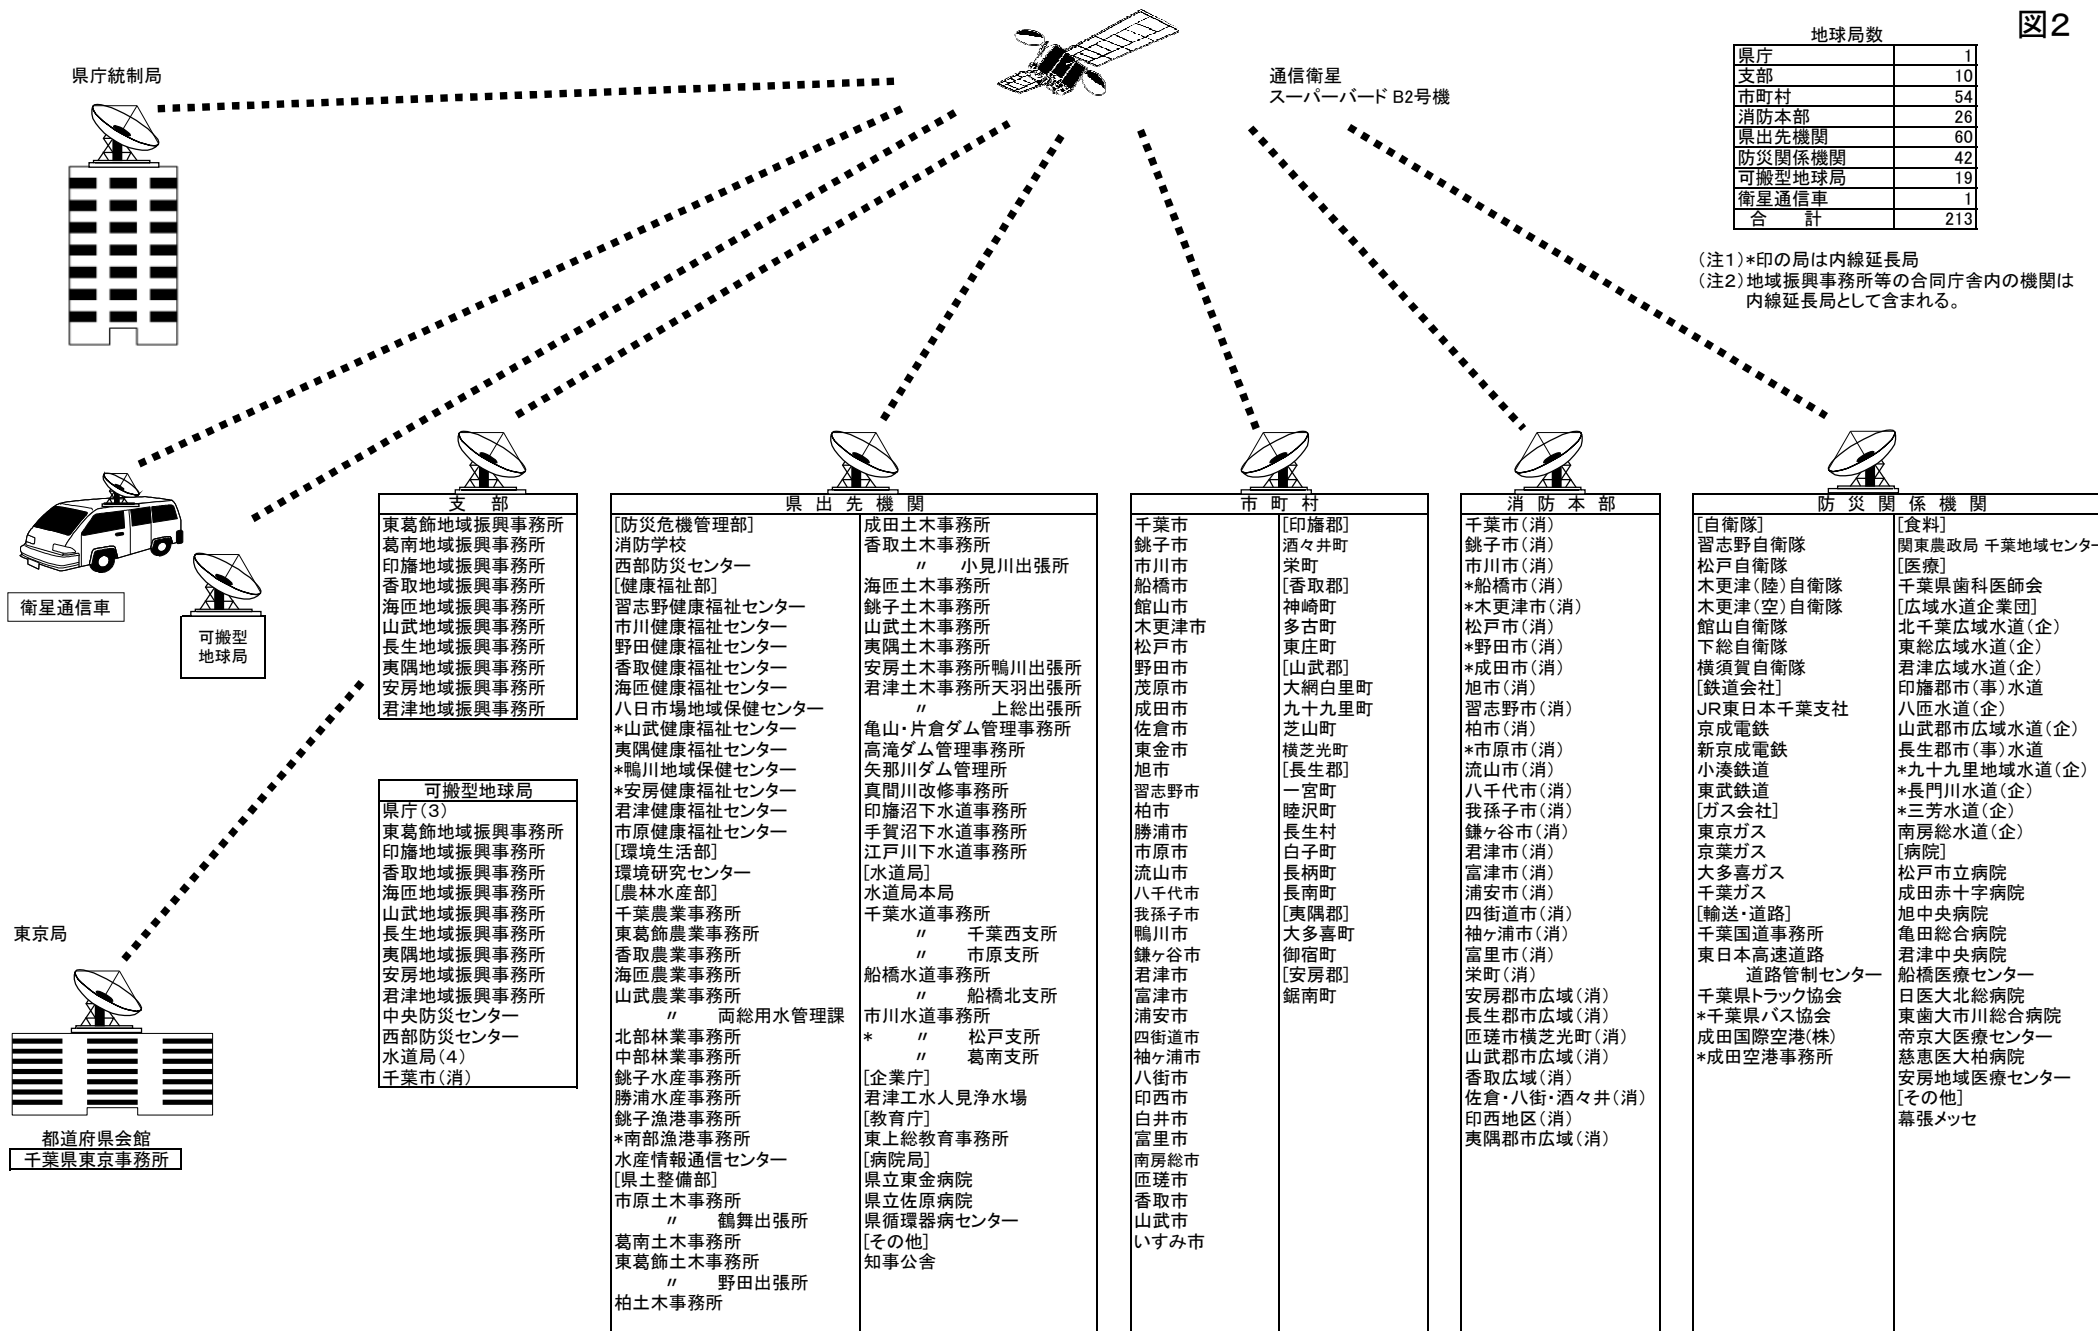 図2
県庁統制局
通信衛星
スーパーバード B2号機
地球局数
県庁 1
支部 10
市町村 54
消防本部 26
県出先機関 60
防災関係機関 42
可搬型地球局 19
衛星通信車 1
合　計 213
(注1)*印の局は内線延長局
(注2)地域振興事務所等の合同庁舎内の機関は
内線延長局として含まれる。
衛星通信車
可搬型
地球局
東京局
都道府県会館
千葉県東京事務所
支　部
東葛飾地域振興事務所
葛南地域振興事務所
印旛地域振興事務所
香取地域振興事務所
海匝地域振興事務所
山武地域振興事務所
長生地域振興事務所
夷隅地域振興事務所
安房地域振興事務所
君津地域振興事務所
可搬型地球局
県庁(3)
東葛飾地域振興事務所
印旛地域振興事務所
香取地域振興事務所
海匝地域振興事務所
山武地域振興事務所
長生地域振興事務所
夷隅地域振興事務所
安房地域振興事務所
君津地域振興事務所
中央防災センター
西部防災センター
水道局(4)
千葉市(消)
県出先機関
[防災危機管理部]
消防学校
西部防災センター
[健康福祉部]
習志野健康福祉センター
市川健康福祉センター
野田健康福祉センター
香取健康福祉センター
海匝健康福祉センター
八日市場地域保健センター
*山武健康福祉センター
夷隅健康福祉センター
*鴨川地域保健センター
*安房健康福祉センター
君津健康福祉センター
市原健康福祉センター
[環境生活部]
環境研究センター
[農林水産部]
千葉農業事務所
東葛飾農業事務所
香取農業事務所
海匝農業事務所
山武農業事務所
〃　両総用水管理課
北部林業事務所
中部林業事務所
銚子水産事務所
勝浦水産事務所
銚子漁港事務所
*南部漁港事務所
水産情報通信センター
[県土整備部]
市原土木事務所
〃　鶴舞出張所
葛南土木事務所
東葛飾土木事務所
〃　野田出張所
柏土木事務所
成田土木事務所
香取土木事務所
〃　小見川出張所
海匝土木事務所
銚子土木事務所
山武土木事務所
夷隅土木事務所
安房土木事務所鴨川出張所
君津土木事務所天羽出張所
〃　上総出張所
亀山・片倉ダム管理事務所
高滝ダム管理事務所
矢那川ダム管理所
真間川改修事務所
印旛沼下水道事務所
手賀沼下水道事務所
江戸川下水道事務所
[水道局]
水道局本局
千葉水道事務所
〃　千葉西支所
〃　市原支所
船橋水道事務所
〃　船橋北支所
市川水道事務所
*　〃　松戸支所
〃　葛南支所
[企業庁]
君津工水人見浄水場
[教育庁]
東上総教育事務所
[病院局]
県立東金病院
県立佐原病院
県循環器病センター
[その他]
知事公舎
市町村
千葉市
銚子市
市川市
船橋市
館山市
木更津市
松戸市
野田市
茂原市
成田市
佐倉市
東金市
旭市
習志野市
柏市
勝浦市
市原市
流山市
八千代市
我孫子市
鴨川市
鎌ヶ谷市
君津市
富津市
浦安市
四街道市
袖ヶ浦市
八街市
印西市
白井市
富里市
南房総市
匝瑳市
香取市
山武市
いすみ市
[印旛郡]
酒々井町
栄町
[香取郡]
神崎町
多古町
東庄町
[山武郡]
大網白里町
九十九里町
芝山町
横芝光町
[長生郡]
一宮町
睦沢町
長生村
白子町
長柄町
長南町
[夷隅郡]
大多喜町
御宿町
[安房郡]
鋸南町
消防本部
千葉市(消)
銚子市(消)
市川市(消)
*船橋市(消)
*木更津市(消)
松戸市(消)
*野田市(消)
*成田市(消)
旭市(消)
習志野市(消)
柏市(消)
*市原市(消)
流山市(消)
八千代市(消)
我孫子市(消)
鎌ヶ谷市(消)
君津市(消)
富津市(消)
浦安市(消)
四街道市(消)
袖ヶ浦市(消)
富里市(消)
栄町(消)
安房郡市広域(消)
長生郡市広域(消)
匝瑳市横芝光町(消)
山武郡市広域(消)
香取広域(消)
佐倉・八街・酒々井(消)
印西地区(消)
夷隅郡市広域(消)
防災関係機関
[自衛隊]
習志野自衛隊
松戸自衛隊
木更津(陸)自衛隊
木更津(空)自衛隊
館山自衛隊
下総自衛隊
横須賀自衛隊
[鉄道会社]
JR東日本千葉支社
京成電鉄
新京成電鉄
小湊鉄道
東武鉄道
[ガス会社]
東京ガス
京葉ガス
大多喜ガス
千葉ガス
[輸送・道路]
千葉国道事務所
東日本高速道路
道路管制センター
千葉県トラック協会
*千葉県バス協会
成田国際空港(株)
*成田空港事務所
[食料]
関東農政局 千葉地域センター
[医療]
千葉県歯科医師会
[広域水道企業団]
北千葉広域水道(企)
東総広域水道(企)
君津広域水道(企)
印旛郡市(事)水道
八匝水道(企)
山武郡市広域水道(企)
長生郡市(事)水道
*九十九里地域水道(企)
*長門川水道(企)
*三芳水道(企)
南房総水道(企)
[病院]
松戸市立病院
成田赤十字病院
旭中央病院
亀田総合病院
君津中央病院
船橋医療センター
日医大北総病院
東歯大市川総合病院
帝京大医療センター
慈恵医大柏病院
安房地域医療センター
[その他]
幕張メッセ